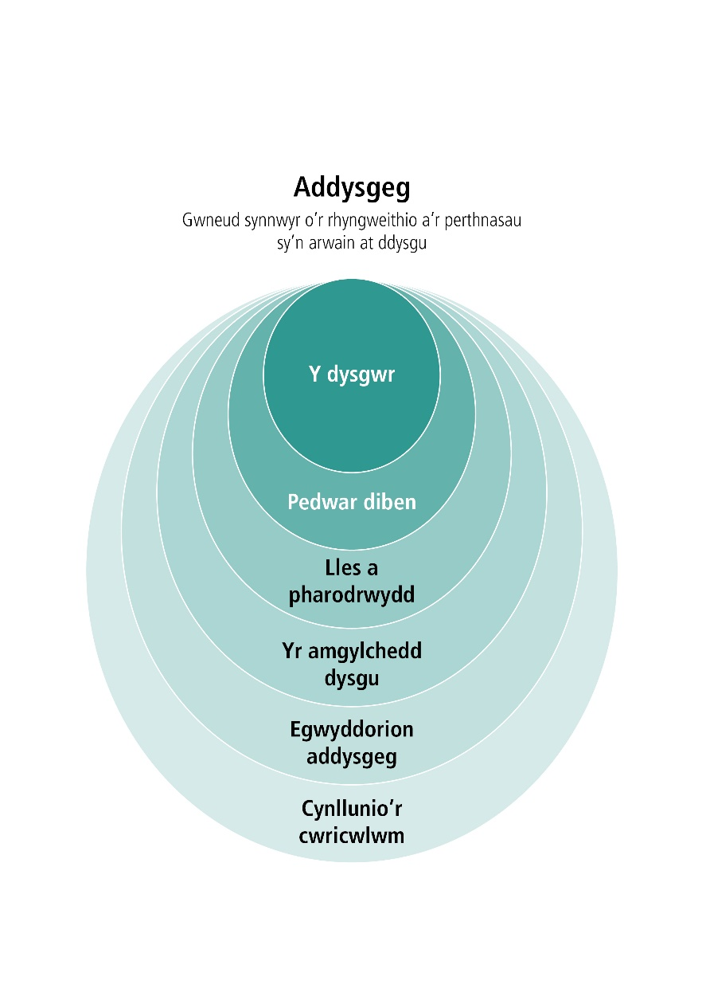 Addysgeg
Gwneud synnwyr o’r rhyngweithio a’r perthnasau
sy’n arwain at ddysgu
Y dysgwr
Pedwar diben
Lles a
pharodrwydd
Yr amgylchedd
dysgu
Egwyddorion
addysgeg
Cynllunio’r
cwricwlwm